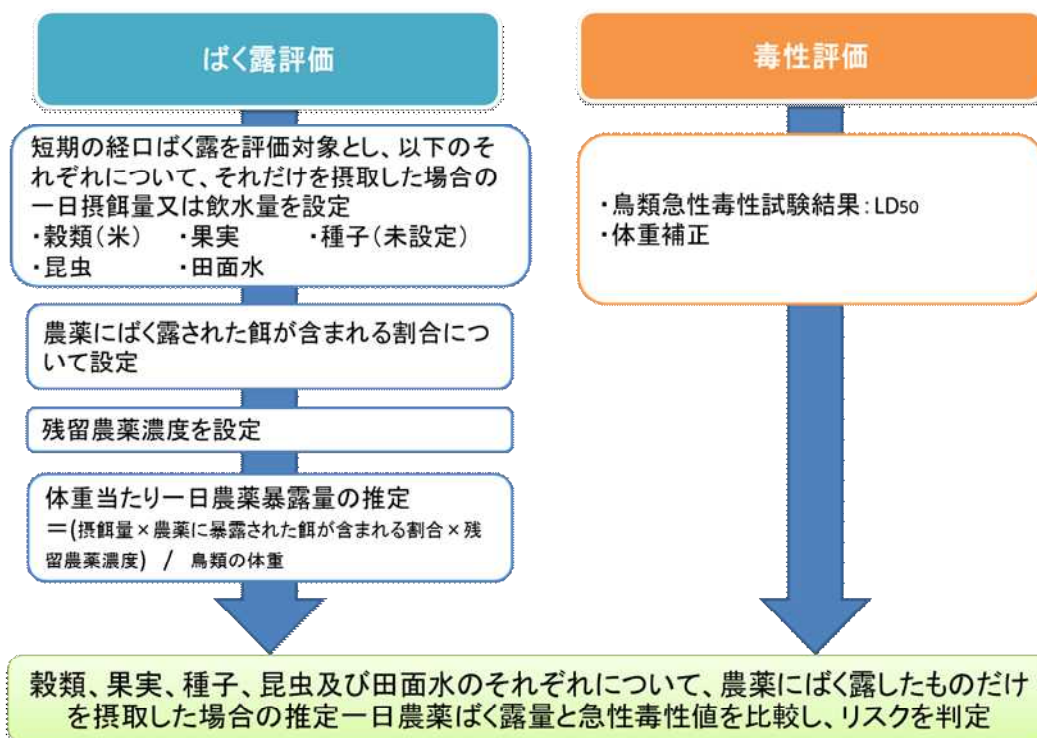 ばく露評価
短期の経口ばく露を評価対象とし、以下のそ
れぞれについて、それだけを摂取した場合の
一日摂餌量又は飲水量を設定
・穀類(米) ・果実 ・種子(未設定)
・昆虫 ・田面水
農薬にばく露された餌が含まれる割合につ
いて設定
残留農薬濃度を設定
体重当たり一日農薬暴露量の推定
=(摂餌量×農薬に暴露された餌が含まれる割合×残
留農薬濃度) / 鳥類の体重
毒性評価
・鳥類急性毒性試験結果:LD50
・体重補正
穀類、果実、種子、昆虫及び田面水のそれぞれについて、農薬にばく露したものだけ
を摂取した場合の推定一日農薬ばく露量と急性毒性値を比較し、リスクを判定